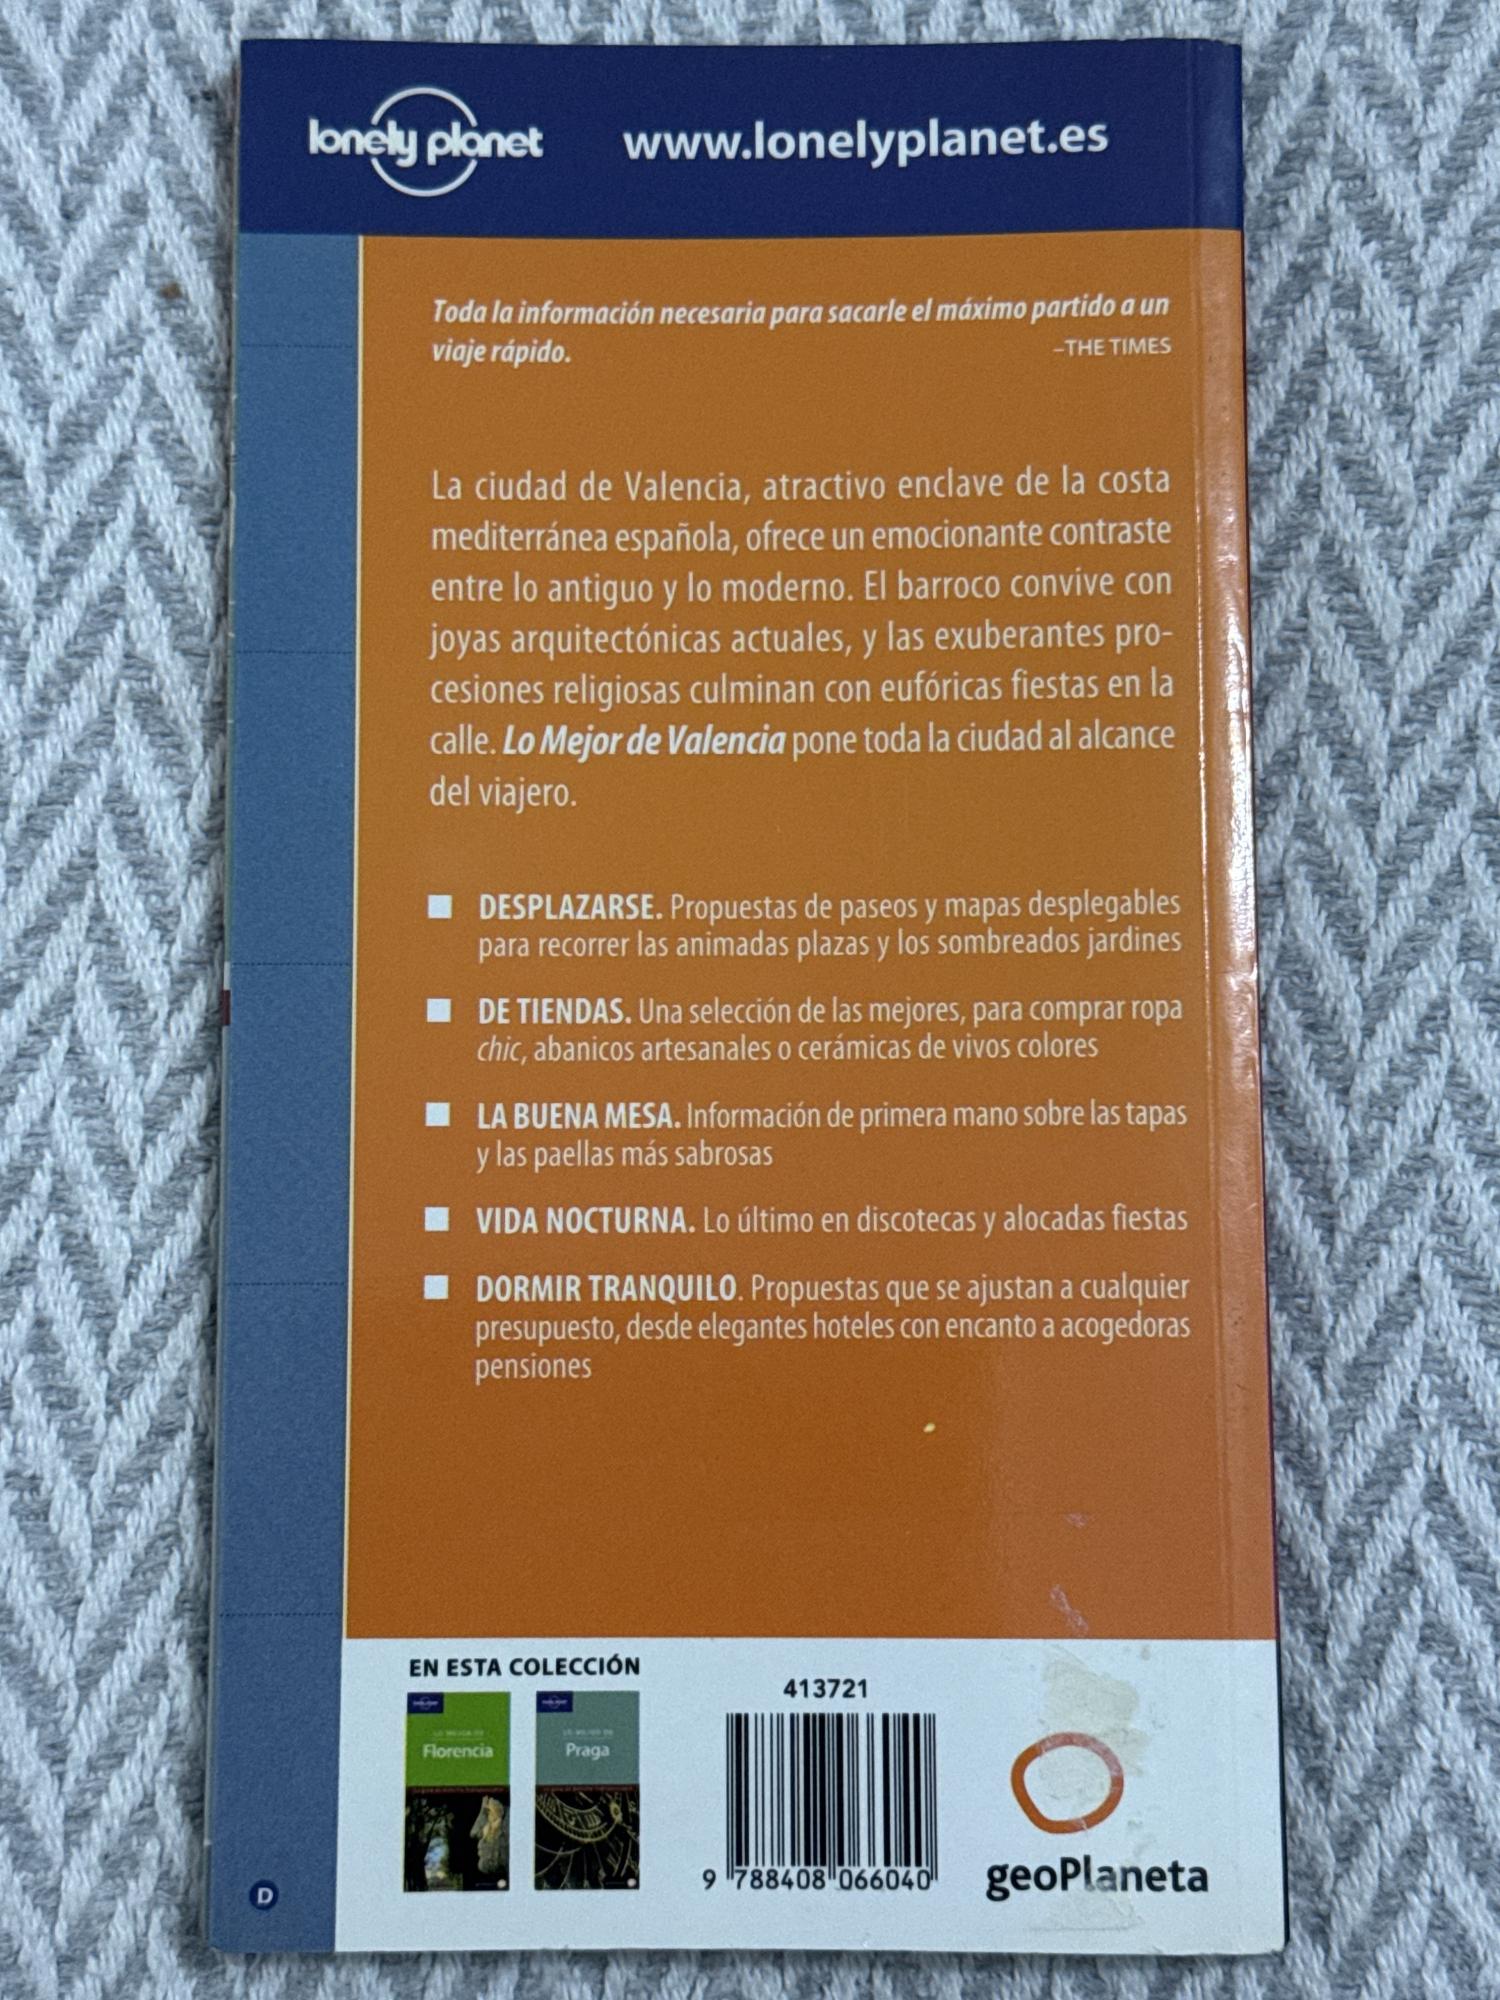 lonely planet
www.lonelyplanet.es
Toda la información necesaria para sacarle el máximo partido a un
viaje rápido.
–THE TIMES
La ciudad de Valencia, atractivo enclave de la costa
mediterránea española, ofrece un emocionante contraste
entre lo antiguo y lo moderno. El barroco convive con
joyas arquitectónicas actuales, y las exuberantes pro-
cesiones religiosas culminan con eufóricas fiestas en la
calle. Lo Mejor de Valencia pone toda la ciudad al alcance
del viajero.
DESPLAZARSE. Propuestas de paseos y mapas desplegables
para recorrer las animadas plazas y los sombreados jardines
DE TIENDAS. Una selección de las mejores, para comprar ropa
chic, abanicos artesanales o cerámicas de vivos colores
LA BUENA MESA. Información de primera mano sobre las tapas
y las paellas más sabrosas
VIDA NOCTURNA. Lo último en discotecas y alocadas fiestas
DORMIR TRANQUILO. Propuestas que se ajustan a cualquier
presupuesto, desde elegantes hoteles con encanto a acogedoras
pensiones
EN ESTA COLECCIÓN
LO MEJOR DE
Florencia
LO MEJOR DE
Praga
413721
9 788408 066040
geoPlaneta
D